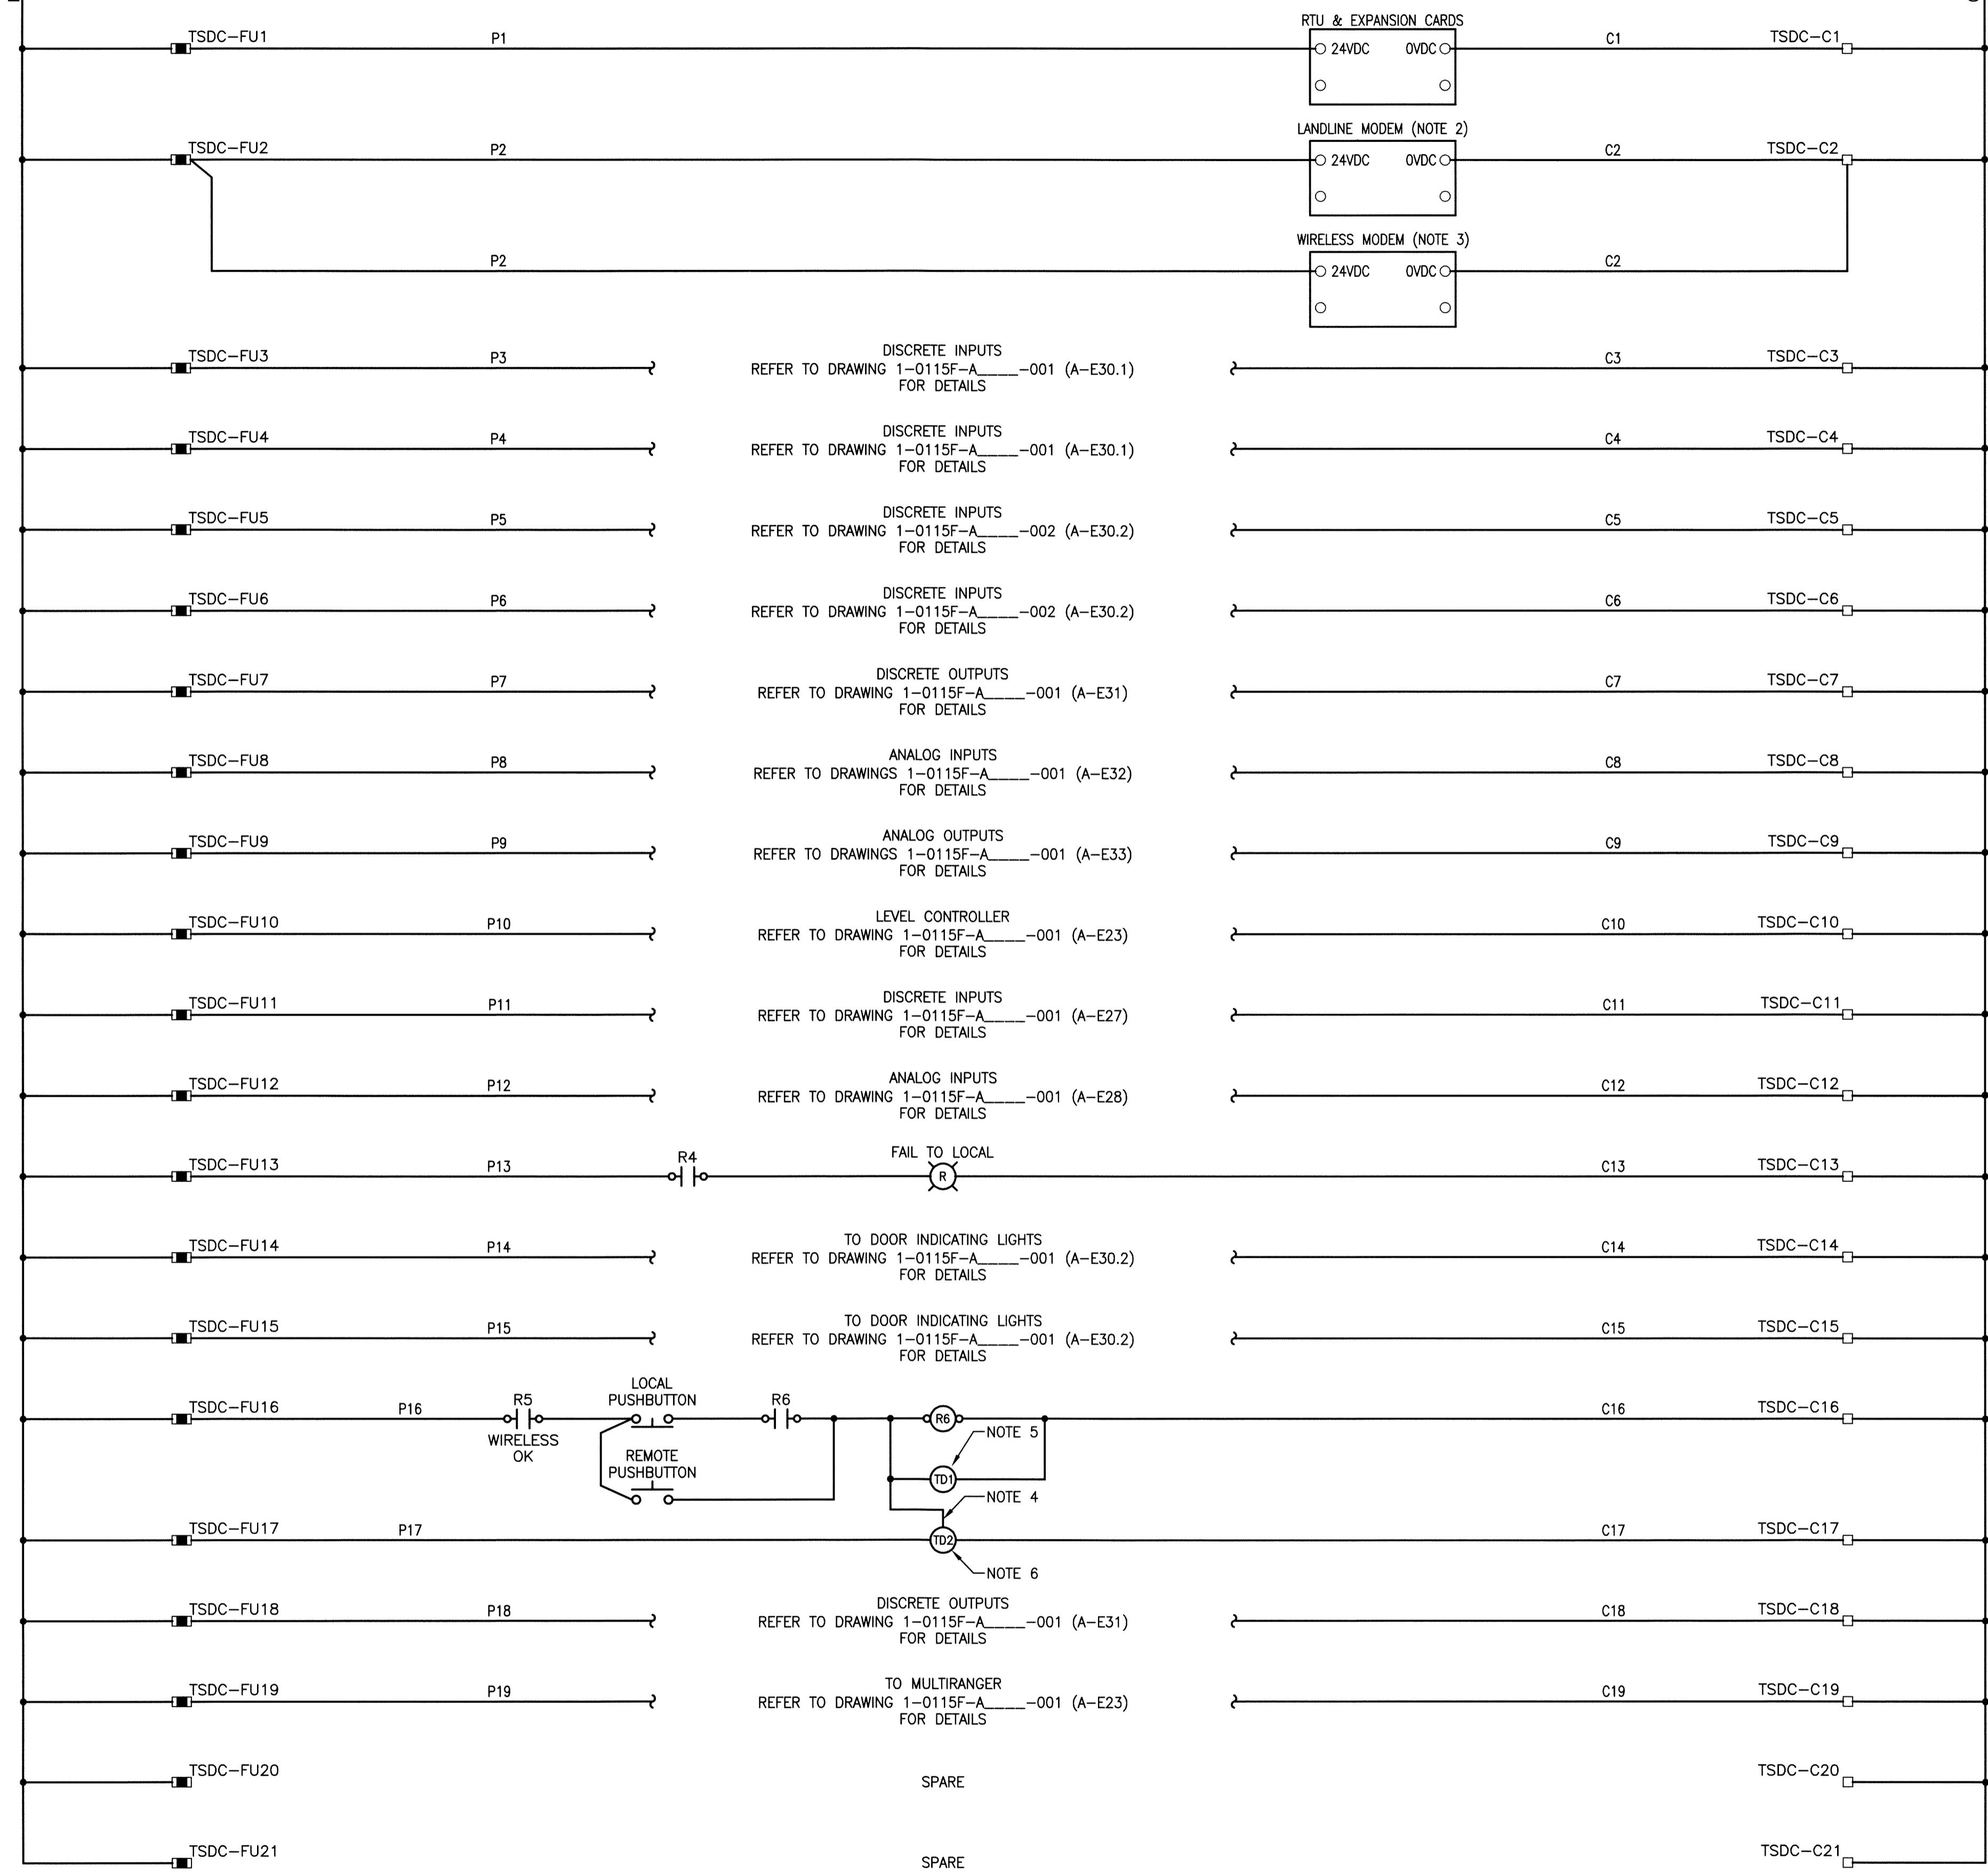 RTU & EXPANSION CARDS
TSDC-FU1 P1 24VDC 0VDC C1 TSDC-C1
LANDLINE MODEM (NOTE 2)
TSDC-FU2 P2 24VDC 0VDC C2 TSDC-C2
WIRELESS MODEM (NOTE 3)
P2 24VDC 0VDC C2
DISCRETE INPUTS
TSDC-FU3 P3 REFER TO DRAWING 1-0115F-A____-001 (A-E30.1) C3 TSDC-C3
FOR DETAILS
DISCRETE INPUTS
TSDC-FU4 P4 REFER TO DRAWING 1-0115F-A____-001 (A-E30.1) C4 TSDC-C4
FOR DETAILS
DISCRETE INPUTS
TSDC-FU5 P5 REFER TO DRAWING 1-0115F-A____-002 (A-E30.2) C5 TSDC-C5
FOR DETAILS
DISCRETE INPUTS
TSDC-FU6 P6 REFER TO DRAWING 1-0115F-A____-002 (A-E30.2) C6 TSDC-C6
FOR DETAILS
DISCRETE OUTPUTS
TSDC-FU7 P7 REFER TO DRAWING 1-0115F-A____-001 (A-E31) C7 TSDC-C7
FOR DETAILS
ANALOG INPUTS
TSDC-FU8 P8 REFER TO DRAWINGS 1-0115F-A____-001 (A-E32) C8 TSDC-C8
FOR DETAILS
ANALOG OUTPUTS
TSDC-FU9 P9 REFER TO DRAWINGS 1-0115F-A____-001 (A-E33) C9 TSDC-C9
FOR DETAILS
LEVEL CONTROLLER
TSDC-FU10 P10 REFER TO DRAWING 1-0115F-A____-001 (A-E23) C10 TSDC-C10
FOR DETAILS
DISCRETE INPUTS
TSDC-FU11 P11 REFER TO DRAWING 1-0115F-A____-001 (A-E27) C11 TSDC-C11
FOR DETAILS
ANALOG INPUTS
TSDC-FU12 P12 REFER TO DRAWING 1-0115F-A____-001 (A-E28) C12 TSDC-C12
FOR DETAILS
R4 FAIL TO LOCAL
TSDC-FU13 P13 R C13 TSDC-C13
TO DOOR INDICATING LIGHTS
TSDC-FU14 P14 REFER TO DRAWING 1-0115F-A____-001 (A-E30.2) C14 TSDC-C14
FOR DETAILS
TO DOOR INDICATING LIGHTS
TSDC-FU15 P15 REFER TO DRAWING 1-0115F-A____-001 (A-E30.2) C15 TSDC-C15
FOR DETAILS
LOCAL
R5 PUSHBUTTON R6
TSDC-FU16 P16 R6 C16 TSDC-C16
NOTE 5
WIRELESS
OK
REMOTE
PUSHBUTTON
TD1
NOTE 4
TSDC-FU17 P17 TD2 C17 TSDC-C17
NOTE 6
DISCRETE OUTPUTS
TSDC-FU18 P18 REFER TO DRAWING 1-0115F-A____-001 (A-E31) C18 TSDC-C18
FOR DETAILS
TO MULTIRANGER
TSDC-FU19 P19 REFER TO DRAWING 1-0115F-A____-001 (A-E23) C19 TSDC-C19
FOR DETAILS
TSDC-FU20 SPARE TSDC-C20
TSDC-FU21 SPARE TSDC-C21